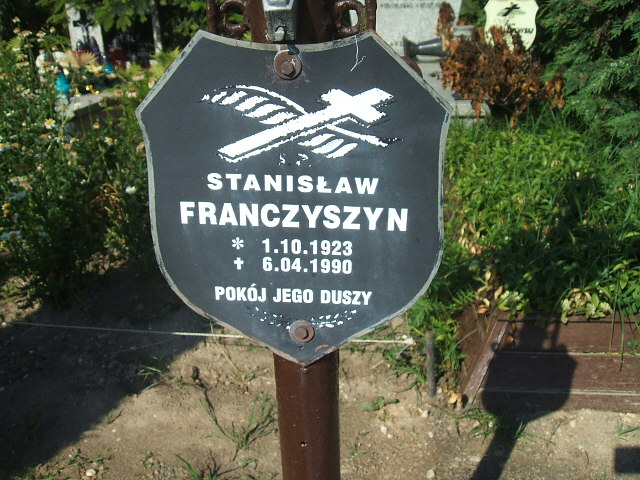 Ś. P.
STANISŁAW
FRANCZYSZYN
* 1.10.1923
✝ 6.04.1990
POKÓJ JEGO DUSZY